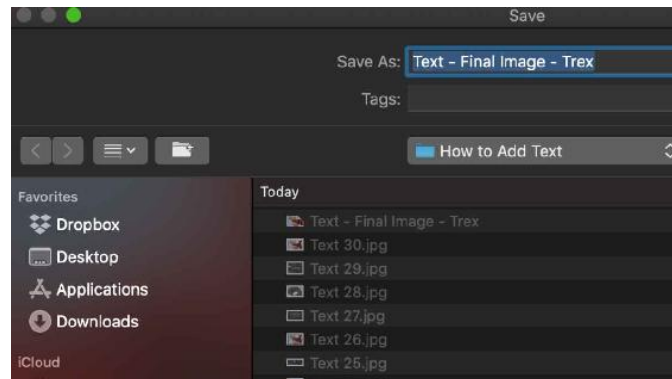 Save
Save As: Text - Final Image - Trex
Tags:
How to Add Text
Favorites
Dropbox
Desktop
Applications
Downloads
iCloud
Today
Text - Final Image - Trex
Text 30.jpg
Text 29.jpg
Text 28.jpg
Text 27.jpg
Text 26.jpg
Text 25.jpg